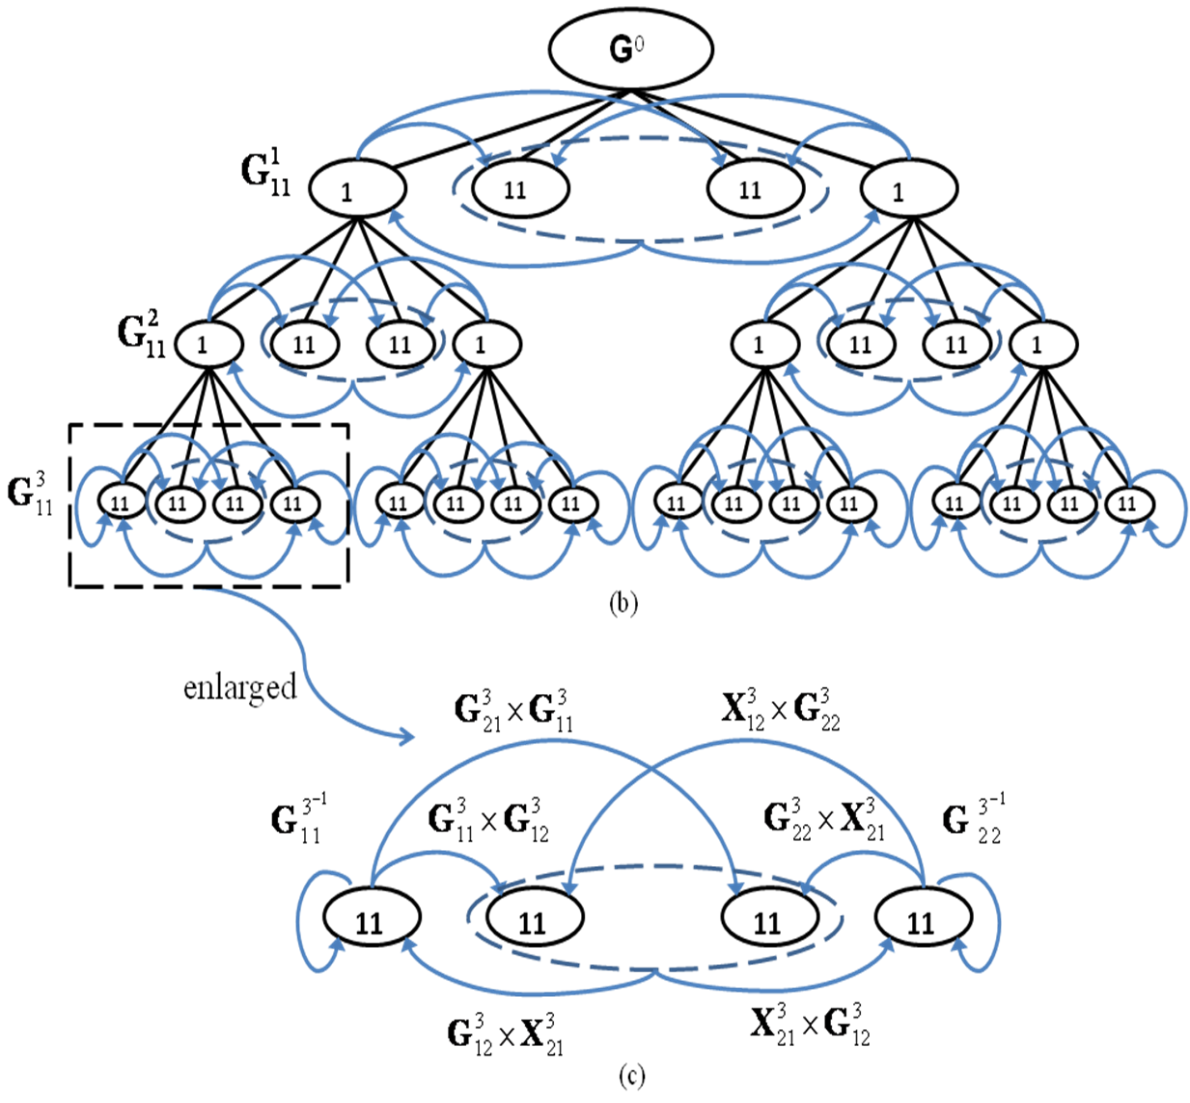 G⁰
G¹₁₁ 1 11 11 1
G²₁₁ 1 11 11 1 1 11 11 1
G³₁₁ 11 11 11 11 11 11 11 11 11 11 11 11 11 11 11 11
(b)
enlarged
G³₂₁ × G³₁₁ X³₁₂ × G³₂₂
G₁₁³⁻¹ G³₁₁ × G³₁₂ G³₂₂ × X³₂₁ G₂₂³⁻¹
11 11 11 11
G³₁₂ × X³₂₁ X³₂₁ × G³₁₂
(c)